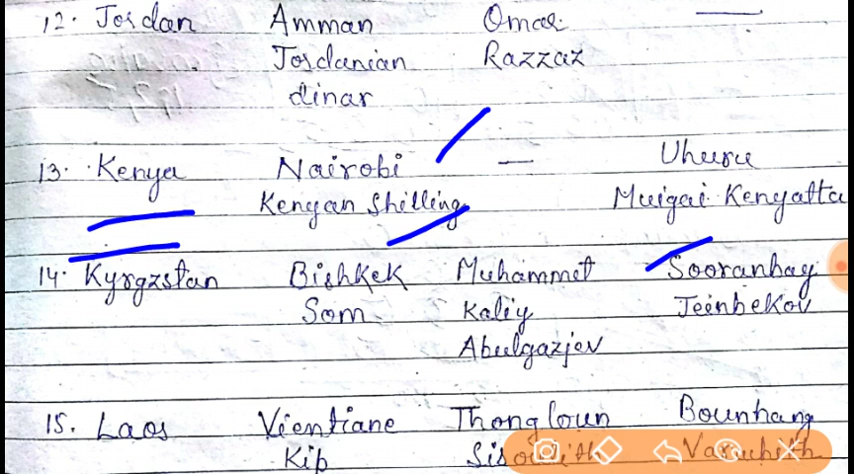 12. Jordan Amman Omar —
Jordanian Razzaz
dinar
13. Kenya Nairobi — Uhuru
Kenyan Shilling Muigai Kenyatta
14. Kyrgzstan Bishkek Muhammet Sooranbay
Som Kaliy Jeenbekov
Abulgazjev
15. Laos Vientiane Thongloun Bounhang
Kip